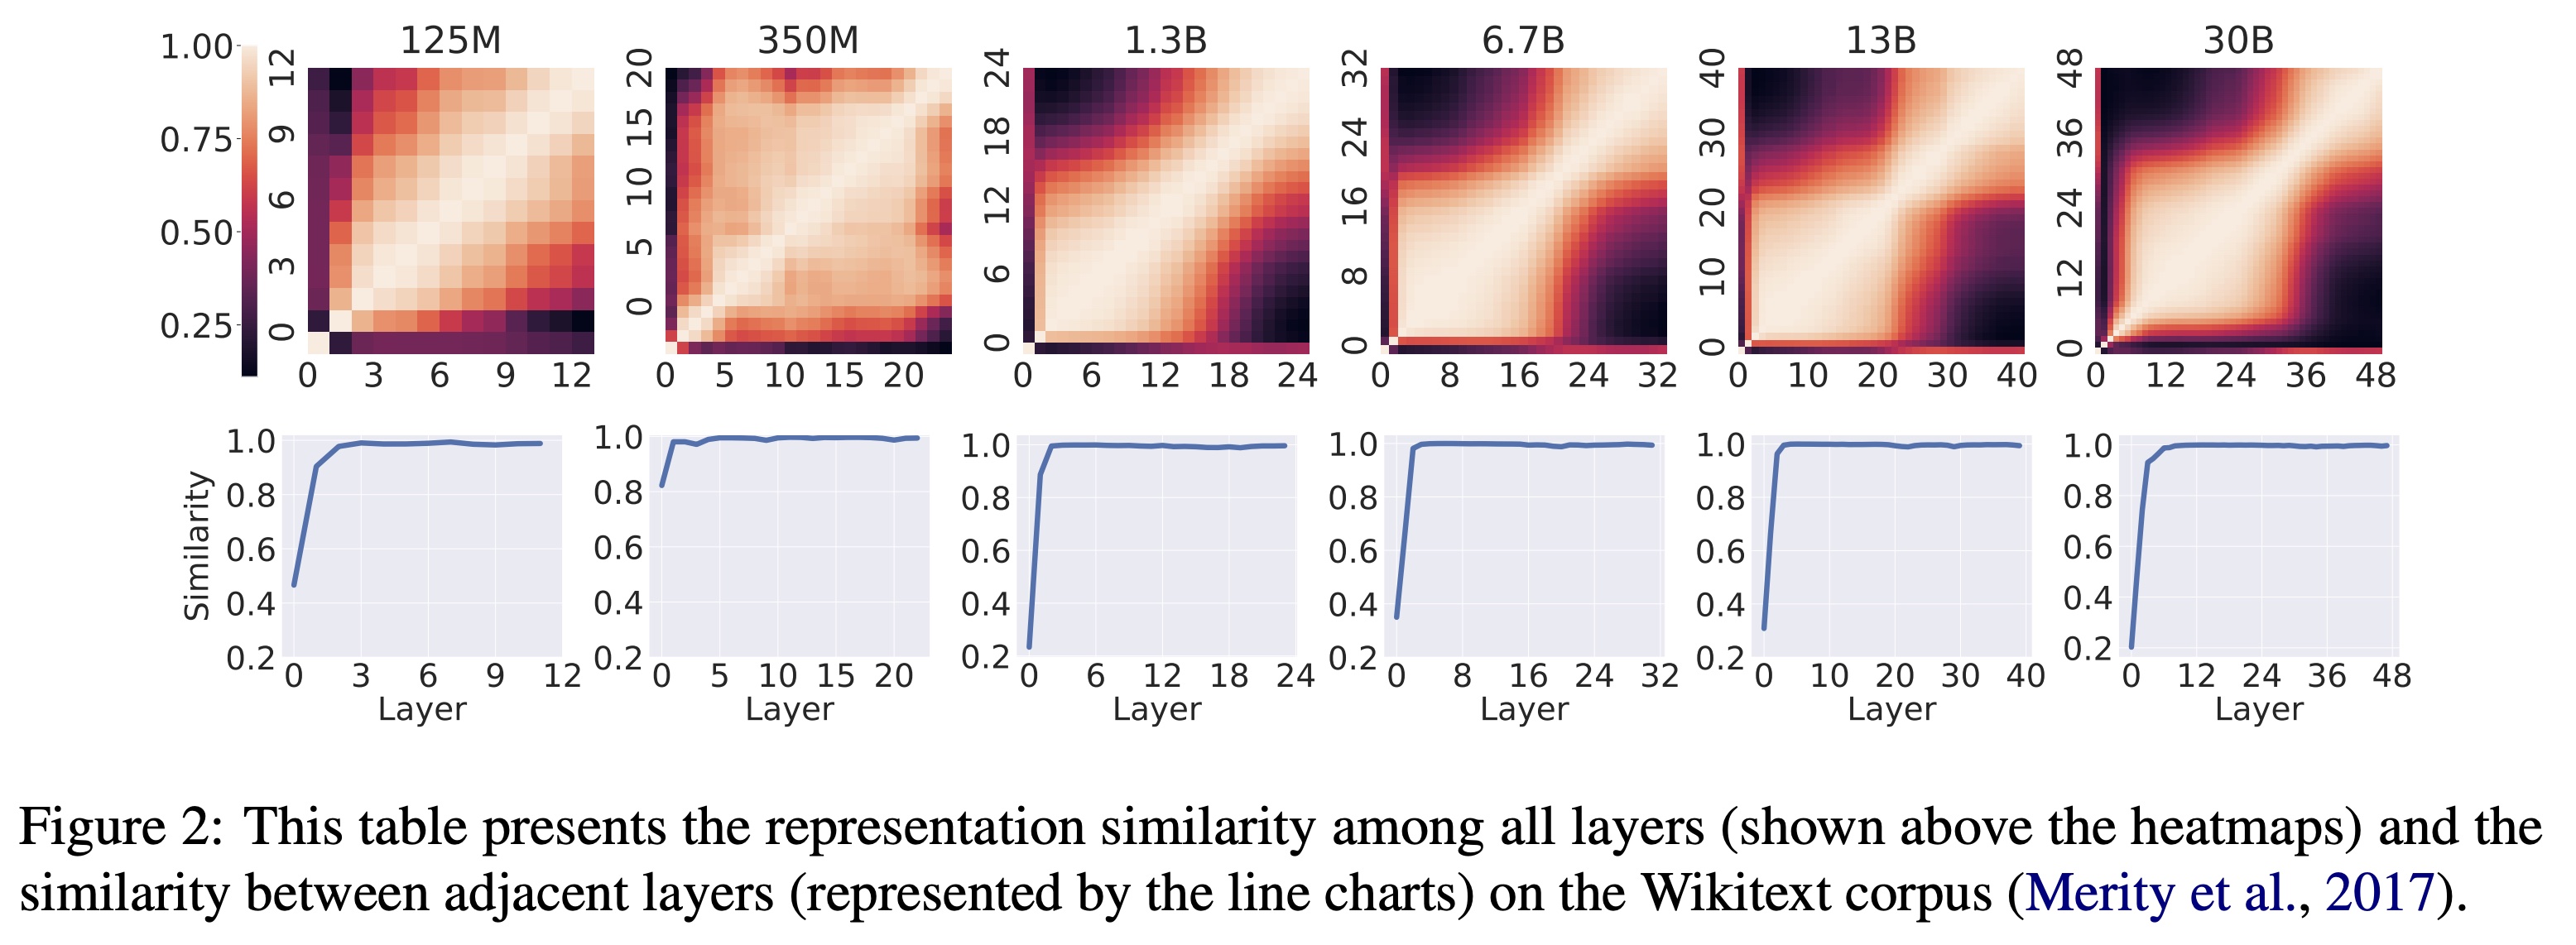 125M 350M 1.3B 6.7B 13B 30B
1.00 0.75 0.50 0.25
12 9 6 3 0
0 3 6 9 12
20 15 10 5 0
0 5 10 15 20
24 18 12 6 0
0 6 12 18 24
32 24 16 8 0
0 8 16 24 32
40 30 20 10 0
0 10 20 30 40
48 36 24 12 0
0 12 24 36 48
Similarity
1.0 0.8 0.6 0.4 0.2
0 3 6 9 12
Layer
1.0 0.8 0.6 0.4 0.2
0 5 10 15 20
Layer
1.0 0.8 0.6 0.4 0.2
0 6 12 18 24
Layer
1.0 0.8 0.6 0.4 0.2
0 8 16 24 32
Layer
1.0 0.8 0.6 0.4 0.2
0 10 20 30 40
Layer
1.0 0.8 0.6 0.4 0.2
0 12 24 36 48
Layer
Figure 2: This table presents the representation similarity among all layers (shown above the heatmaps) and the
similarity between adjacent layers (represented by the line charts) on the Wikitext corpus (Merity et al., 2017).